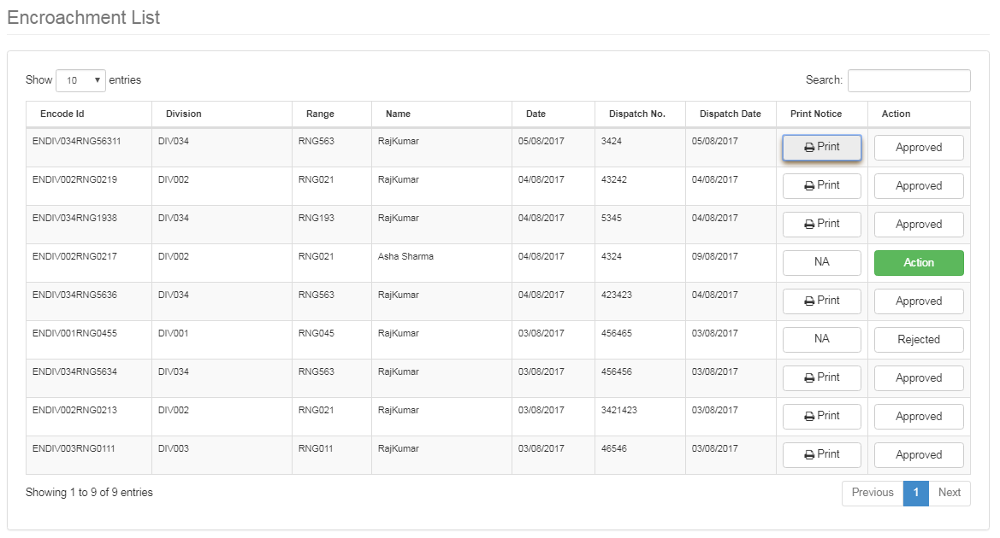 Encroachment List
Show 10 entries Search:
Encode Id Division Range Name Date Dispatch No. Dispatch Date Print Notice Action
ENDIV034RNG56311 DIV034 RNG563 RajKumar 05/08/2017 3424 05/08/2017 Print Approved
ENDIV002RNG0219 DIV002 RNG021 RajKumar 04/08/2017 43242 04/08/2017 Print Approved
ENDIV034RNG1938 DIV034 RNG193 RajKumar 04/08/2017 5345 04/08/2017 Print Approved
ENDIV002RNG0217 DIV002 RNG021 Asha Sharma 04/08/2017 4324 09/08/2017 NA Action
ENDIV034RNG5636 DIV034 RNG563 RajKumar 04/08/2017 423423 04/08/2017 Print Approved
ENDIV001RNG0455 DIV001 RNG045 RajKumar 03/08/2017 456465 03/08/2017 NA Rejected
ENDIV034RNG5634 DIV034 RNG563 RajKumar 03/08/2017 456456 03/08/2017 Print Approved
ENDIV002RNG0213 DIV002 RNG021 RajKumar 03/08/2017 3421423 03/08/2017 Print Approved
ENDIV003RNG0111 DIV003 RNG011 RajKumar 03/08/2017 46546 03/08/2017 Print Approved
Showing 1 to 9 of 9 entries Previous 1 Next